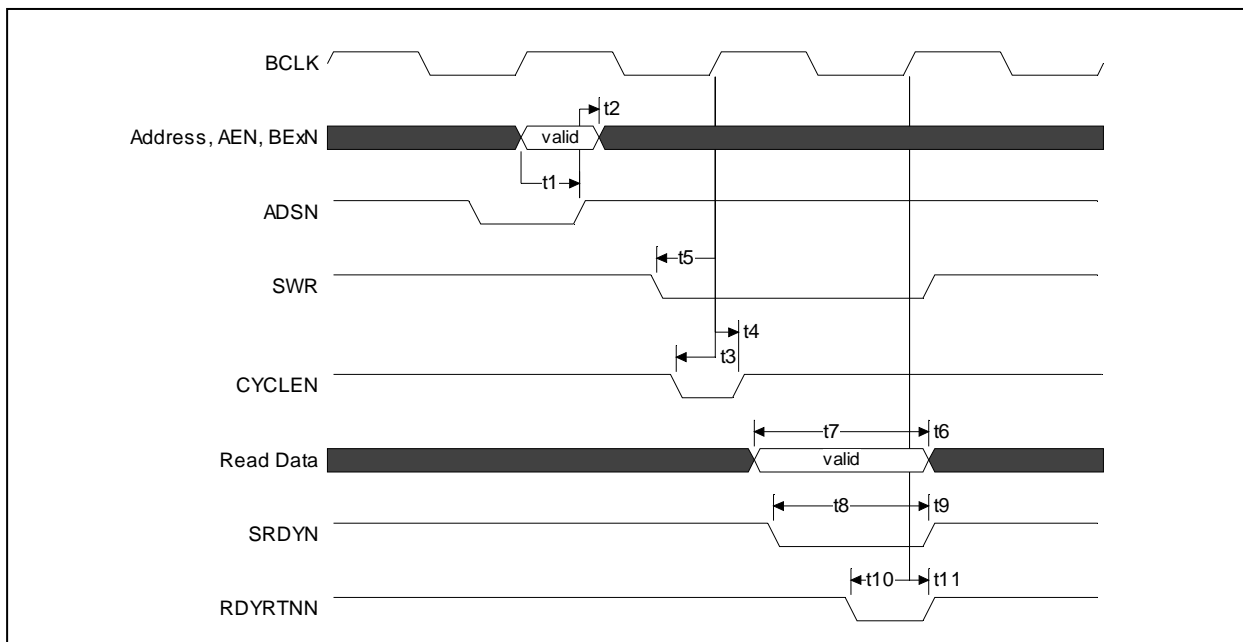 BCLK
t2
Address, AEN, BExN
valid
t1
ADSN
t5
SWR
t4
t3
CYCLEN
t7
t6
Read Data
valid
t8
t9
SRDYN
t10
t11
RDYRTNN